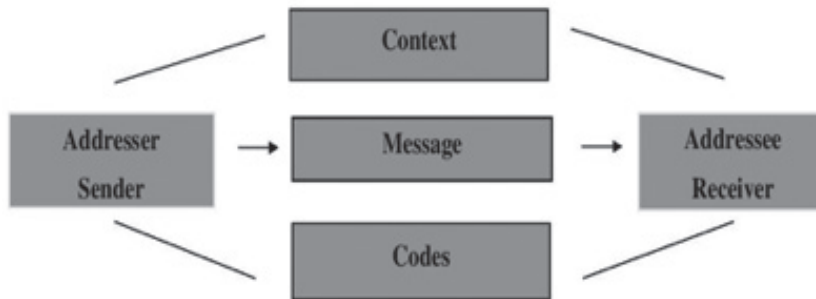 Context
Addresser
Sender
Message
Addressee
Receiver
Codes